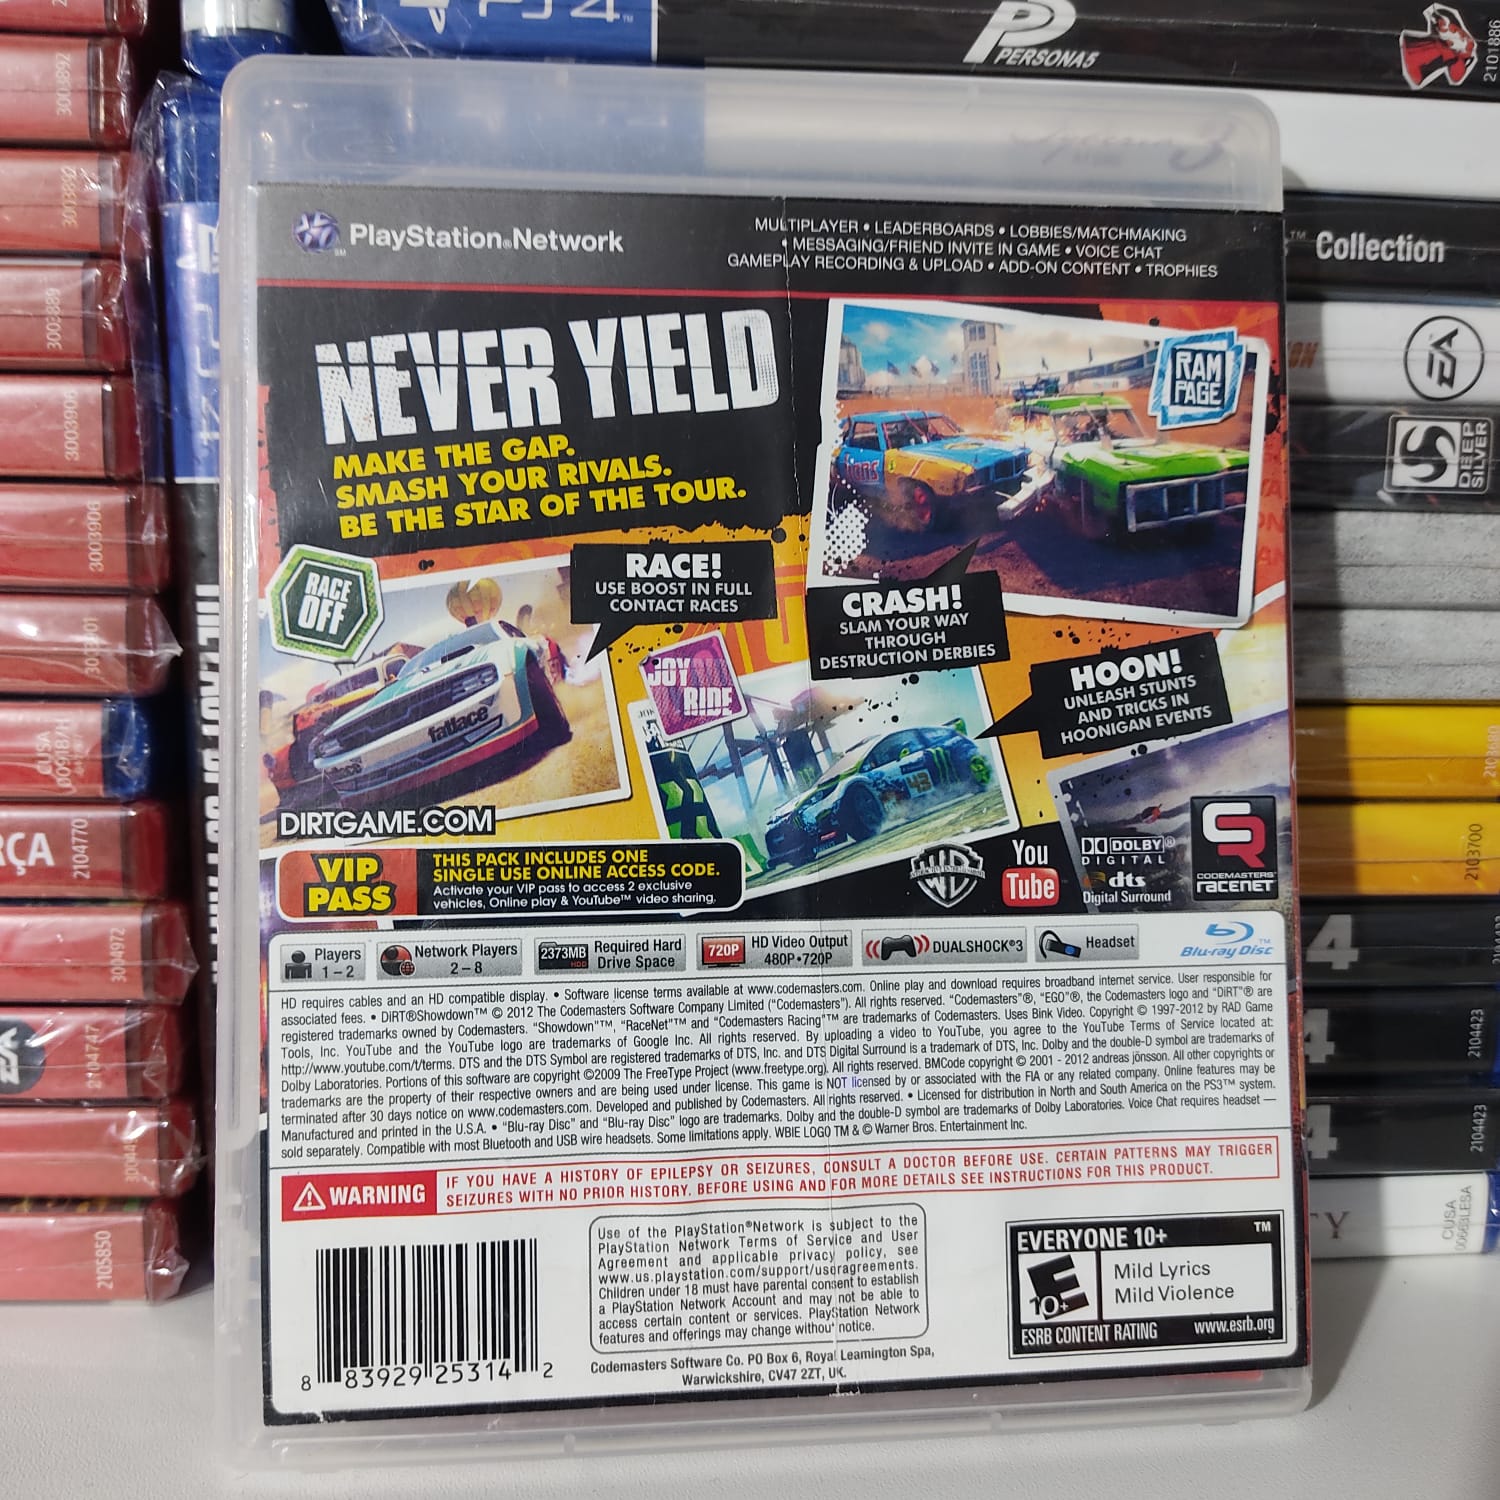 PS4
PERSONA5
2101886
3003892
3003892
3003889
3003906
3003906
CUSA
2104770
RÇA
3004972
2104747
2105850
Collection
EA
DEEP SILVER
2103700
4
2104423
4
2104423
TY
CUSA
PlayStation®Network
MULTIPLAYER • LEADERBOARDS • LOBBIES/MATCHMAKING
• MESSAGING/FRIEND INVITE IN GAME • VOICE CHAT
GAMEPLAY RECORDING & UPLOAD • ADD-ON CONTENT • TROPHIES
NEVER YIELD
MAKE THE GAP.
SMASH YOUR RIVALS.
BE THE STAR OF THE TOUR.
RAM
PAGE
RACE
OFF
RACE!
USE BOOST IN FULL
CONTACT RACES
CRASH!
SLAM YOUR WAY
THROUGH
DESTRUCTION DERBIES
JOY
RIDE
HOON!
UNLEASH STUNTS
AND TRICKS IN
HOONIGAN EVENTS
fatlace
DIRTGAME.COM
VIP
PASS
THIS PACK INCLUDES ONE
SINGLE USE ONLINE ACCESS CODE.
Activate your VIP pass to access 2 exclusive
vehicles, Online play & YouTube™ video sharing.
You
Tube
DOLBY®
DIGITAL
dts
Digital Surround
CODEMASTERS
RACENET
Players
1 – 2
Network Players
2 – 8
2373MB
HDD
Required Hard
Drive Space
720P
HD Video Output
480P • 720P
DUALSHOCK®3
Headset
Blu-ray Disc™
HD requires cables and an HD compatible display. • Software license terms available at www.codemasters.com. Online play and download requires broadband internet service. User responsible for
associated fees. • DiRT®Showdown™ © 2012 The Codemasters Software Company Limited ("Codemasters"). All rights reserved. "Codemasters"®, "EGO"®, the Codemasters logo and "DiRT"® are
registered trademarks owned by Codemasters. "Showdown"™, "RaceNet"™ and "Codemasters Racing"™ are trademarks of Codemasters. Uses Bink Video. Copyright © 1997-2012 by RAD Game
Tools, Inc. YouTube and the YouTube logo are trademarks of Google Inc. All rights reserved. By uploading a video to YouTube, you agree to the YouTube Terms of Service located at:
http://www.youtube.com/t/terms. DTS and the DTS Symbol are registered trademarks of DTS, Inc. and DTS Digital Surround is a trademark of DTS, Inc. Dolby and the double-D symbol are trademarks of
Dolby Laboratories. Portions of this software are copyright ©2009 The FreeType Project (www.freetype.org). All rights reserved. BMCode copyright © 2001 - 2012 andreas jönsson. All other copyrights or
trademarks are the property of their respective owners and are being used under license. This game is NOT licensed by or associated with the FIA or any related company. Online features may be
terminated after 30 days notice on www.codemasters.com. Developed and published by Codemasters. All rights reserved. • Licensed for distribution in North and South America on the PS3™ system.
Manufactured and printed in the U.S.A. • "Blu-ray Disc" and "Blu-ray Disc" logo are trademarks. Dolby and the double-D symbol are trademarks of Dolby Laboratories. Voice Chat requires headset —
sold separately. Compatible with most Bluetooth and USB wire headsets. Some limitations apply. WBIE LOGO TM & © Warner Bros. Entertainment Inc.
WARNING
IF YOU HAVE A HISTORY OF EPILEPSY OR SEIZURES, CONSULT A DOCTOR BEFORE USE. CERTAIN PATTERNS MAY TRIGGER
SEIZURES WITH NO PRIOR HISTORY. BEFORE USING AND FOR MORE DETAILS SEE INSTRUCTIONS FOR THIS PRODUCT.
8 83929 25314 2
Use of the PlayStation®Network is subject to the
PlayStation Network Terms of Service and User
Agreement and applicable privacy policy, see
www.us.playstation.com/support/useragreements.
Children under 18 must have parental consent to establish
a PlayStation Network Account and may not be able to
access certain content or services. PlayStation Network
features and offerings may change without notice.
Codemasters Software Co. PO Box 6, Royal Leamington Spa,
Warwickshire, CV47 2ZT, UK.
EVERYONE 10+
TM
E
10+
Mild Lyrics
Mild Violence
ESRB CONTENT RATING
www.esrb.org